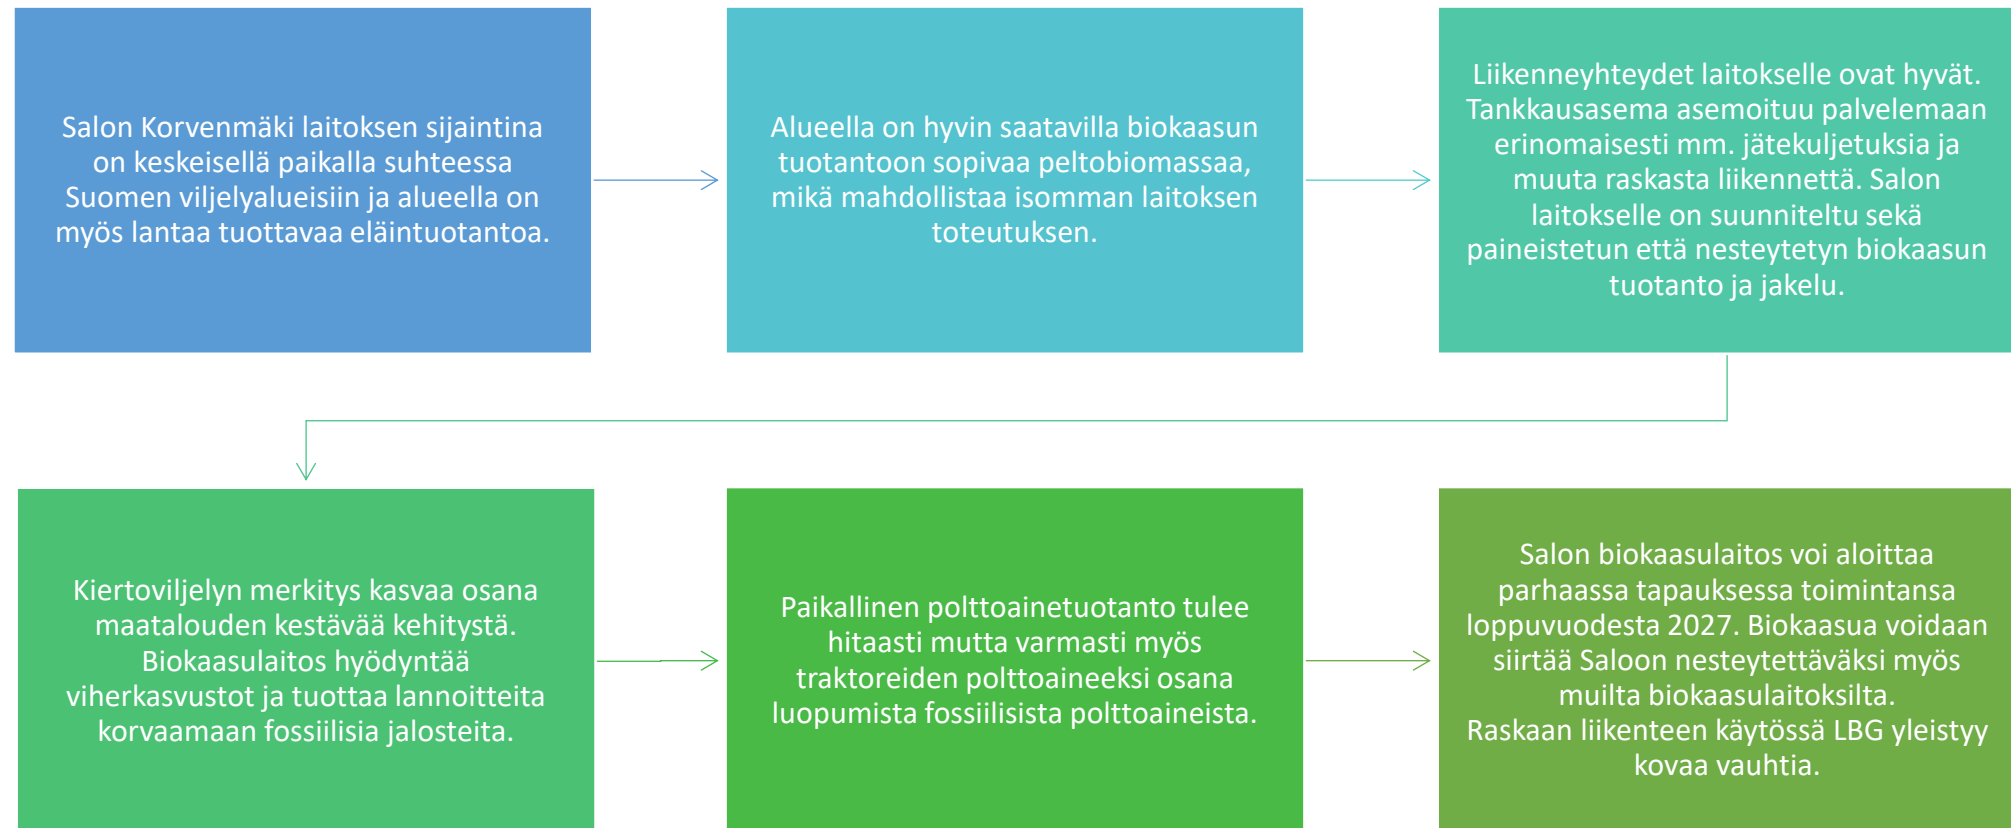 Salon Korvenmäki laitoksen sijaintina
on keskeisellä paikalla suhteessa
Suomen viljelyalueisiin ja alueella on
myös lantaa tuottavaa eläintuotantoa.
Alueella on hyvin saatavilla biokaasun
tuotantoon sopivaa peltobiomassaa,
mikä mahdollistaa isomman laitoksen
toteutuksen.
Liikenneyhteydet laitokselle ovat hyvät.
Tankkausasema asemoituu palvelemaan
erinomaisesti mm. jätekuljetuksia ja
muuta raskasta liikennettä. Salon
laitokselle on suunniteltu sekä
paineistetun että nesteytetyn biokaasun
tuotanto ja jakelu.
Kiertoviljelyn merkitys kasvaa osana
maatalouden kestävää kehitystä.
Biokaasulaitos hyödyntää
viherkasvustot ja tuottaa lannoitteita
korvaamaan fossiilisia jalosteita.
Paikallinen polttoainetuotanto tulee
hitaasti mutta varmasti myös
traktoreiden polttoaineeksi osana
luopumista fossiilisista polttoaineista.
Salon biokaasulaitos voi aloittaa
parhaassa tapauksessa toimintansa
loppuvuodesta 2027. Biokaasua voidaan
siirtää Saloon nesteytettäväksi myös
muilta biokaasulaitoksilta.
Raskaan liikenteen käytössä LBG yleistyy
kovaa vauhtia.